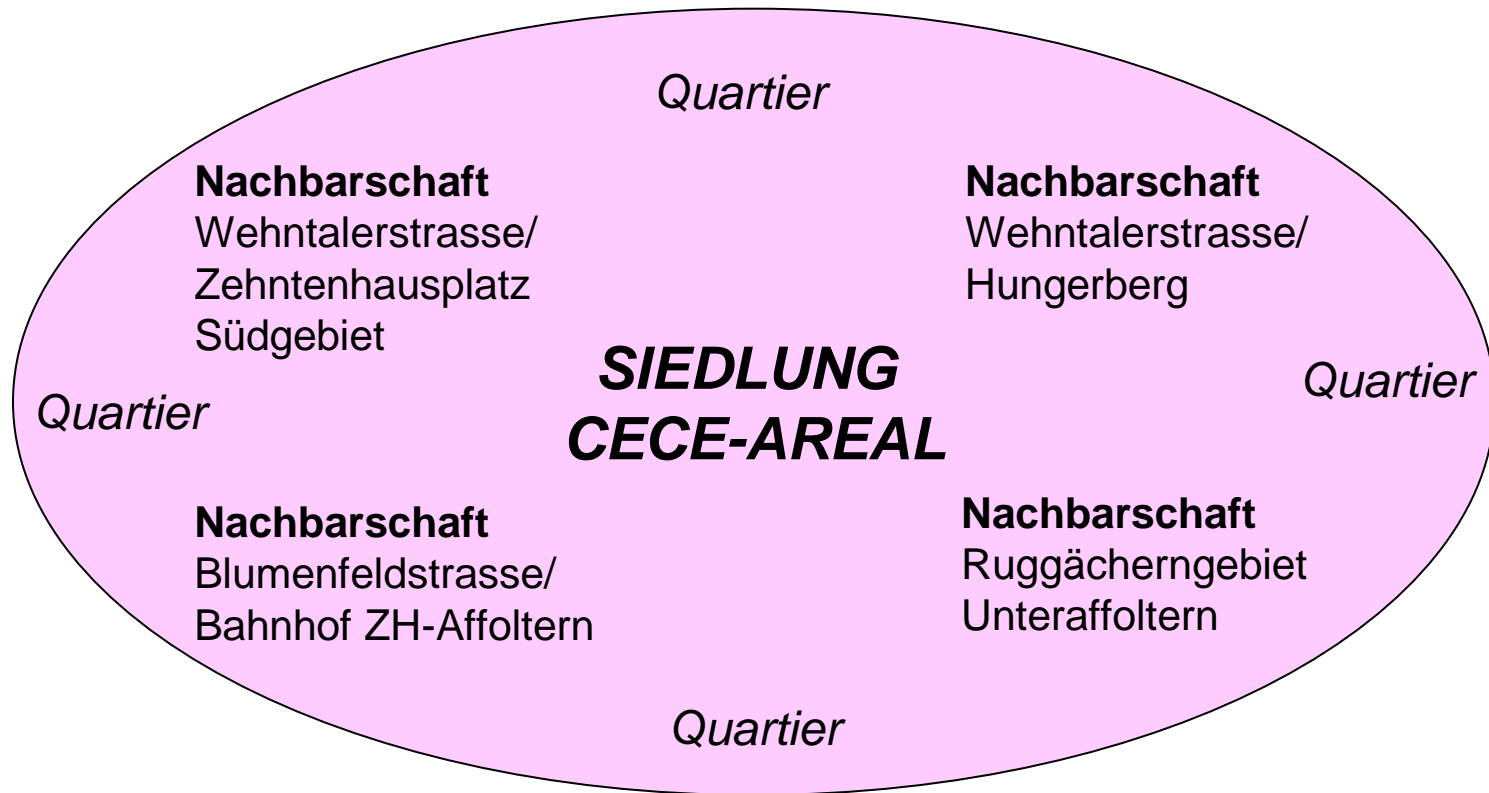 Quartier
Nachbarschaft
Wehntalerstrasse/
Zehntenhausplatz
Südgebiet
Nachbarschaft
Wehntalerstrasse/
Hungerberg
Quartier
SIEDLUNG
CECE-AREAL
Quartier
Nachbarschaft
Blumenfeldstrasse/
Bahnhof ZH-Affoltern
Nachbarschaft
Ruggächerngebiet
Unteraffoltern
Quartier